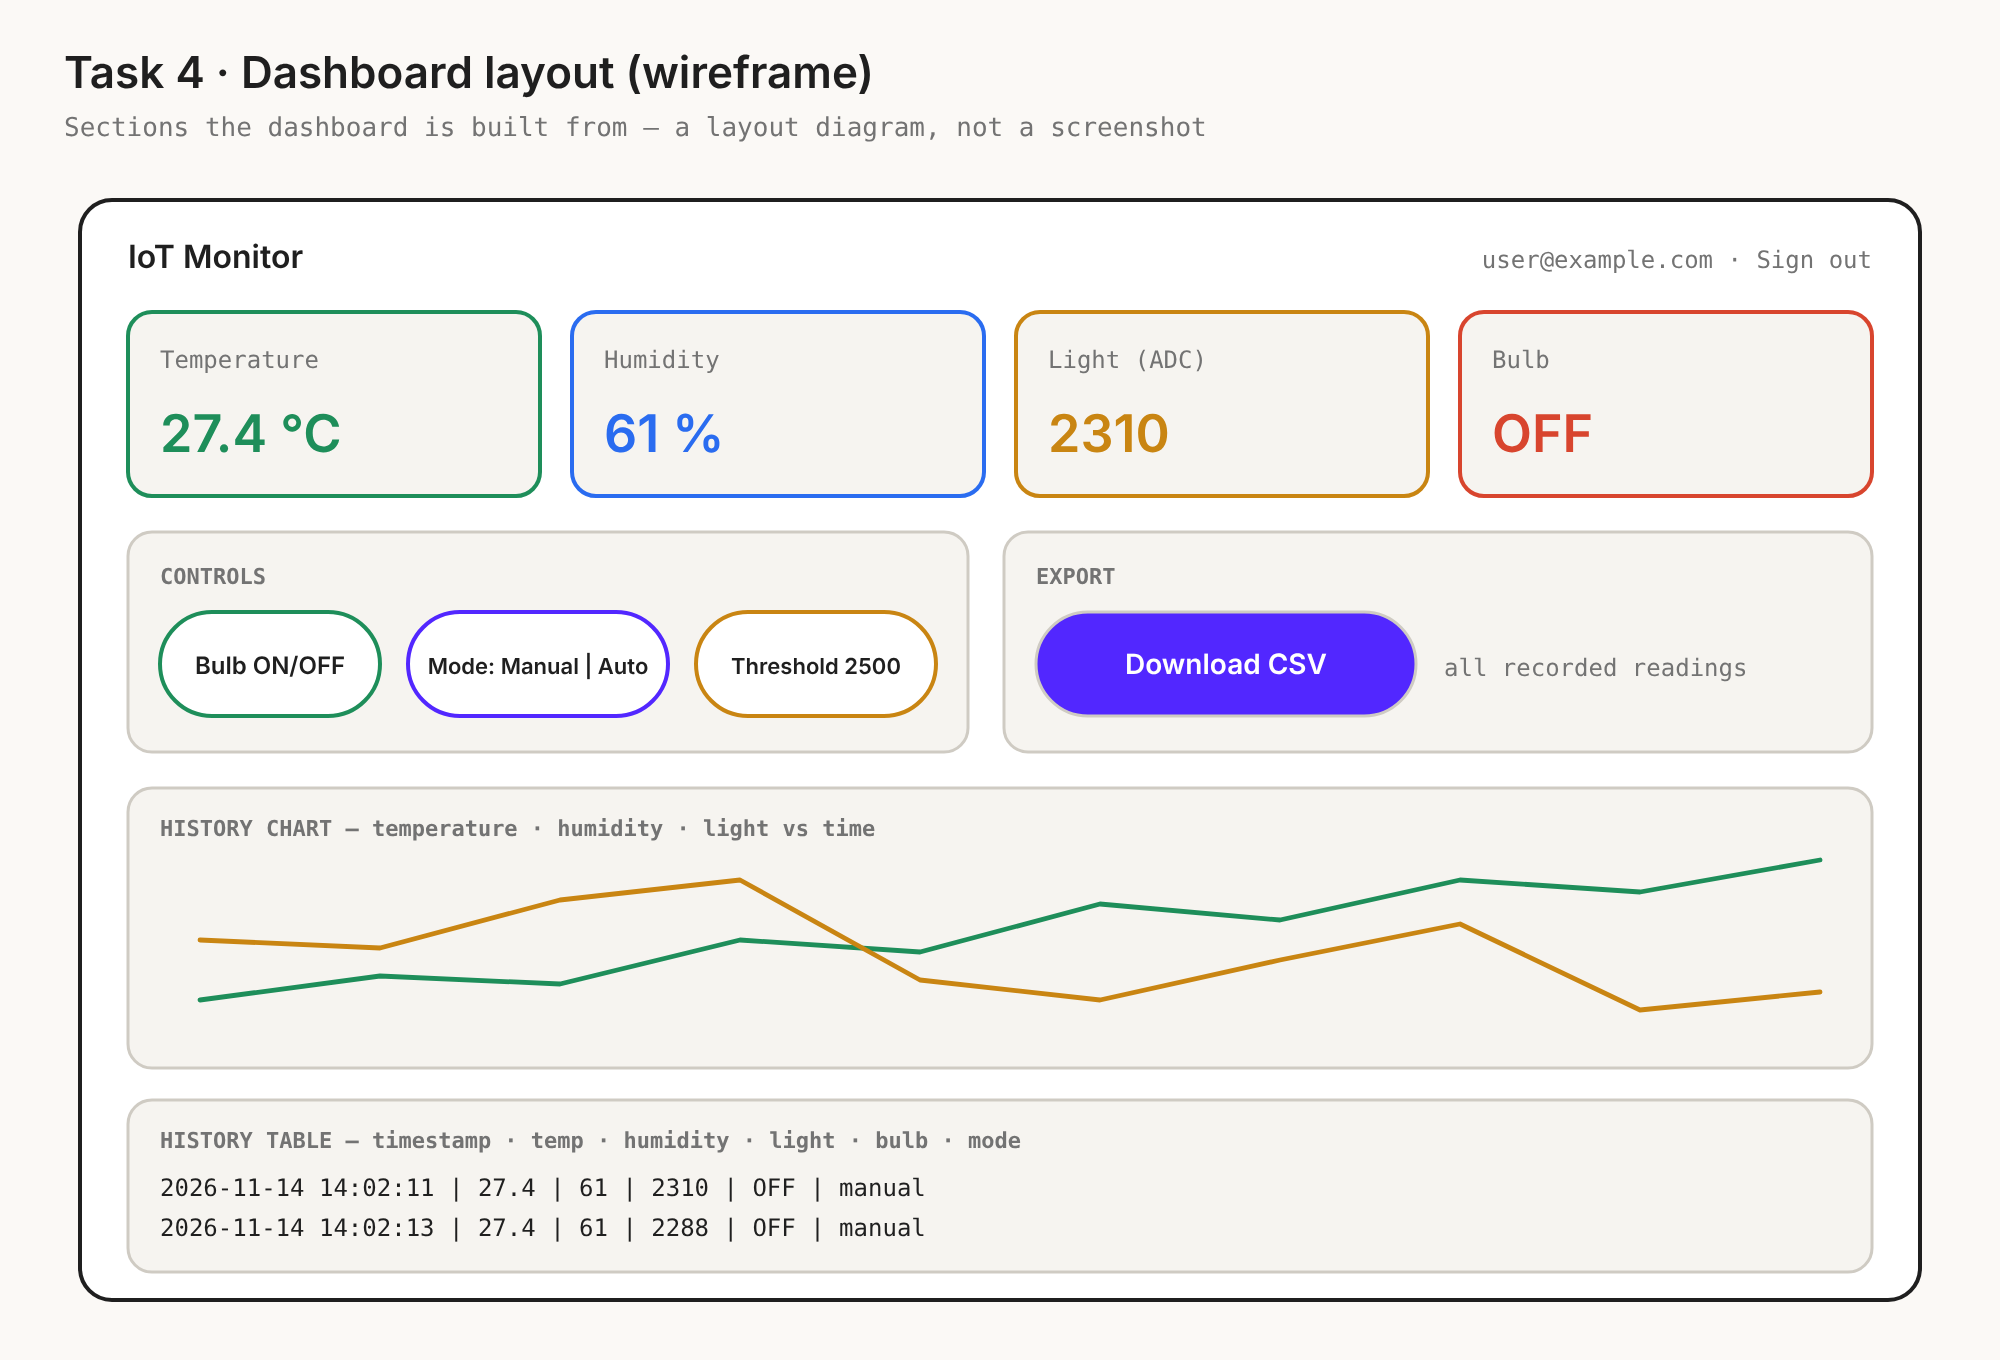 Task 4 · Dashboard layout (wireframe)
Sections the dashboard is built from — a layout diagram, not a screenshot
IoT Monitor
user@example.com · Sign out
Temperature
27.4 °C
Humidity
61 %
Light (ADC)
2310
Bulb
OFF
CONTROLS
Bulb ON/OFF
Mode: Manual | Auto
Threshold 2500
EXPORT
Download CSV
all recorded readings
HISTORY CHART — temperature · humidity · light vs time
HISTORY TABLE — timestamp · temp · humidity · light · bulb · mode
2026-11-14 14:02:11 | 27.4 | 61 | 2310 | OFF | manual
2026-11-14 14:02:13 | 27.4 | 61 | 2288 | OFF | manual